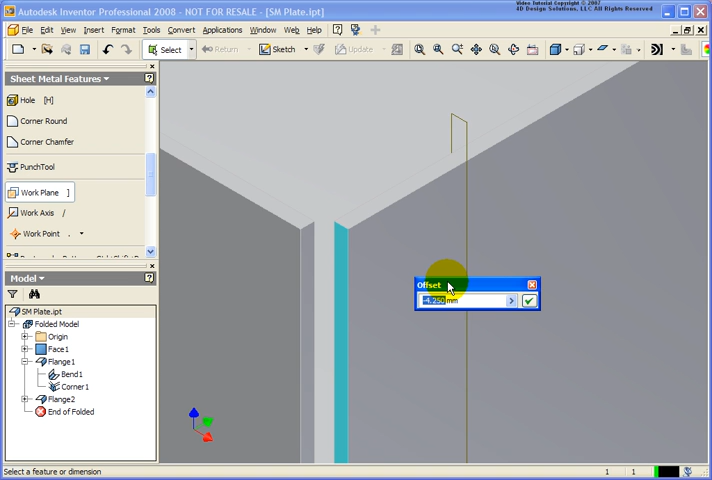 Autodesk Inventor Professional 2008 - NOT FOR RESALE - [SM Plate.ipt]
Video Tutorial Copyright © 2007
4D Design Solutions, LLC All Rights Reserved
File Edit View Insert Format Tools Convert Applications Window Web Help
Select Return Sketch Update
Sheet Metal Features
Hole [H]
Corner Round
Corner Chamfer
PunchTool
Work Plane ]
Work Axis /
Work Point .
Model
SM Plate.ipt
Folded Model
Origin
Face1
Flange1
Bend1
Corner1
Flange2
End of Folded
Offset
-4.250 mm
Select a feature or dimension
1 1